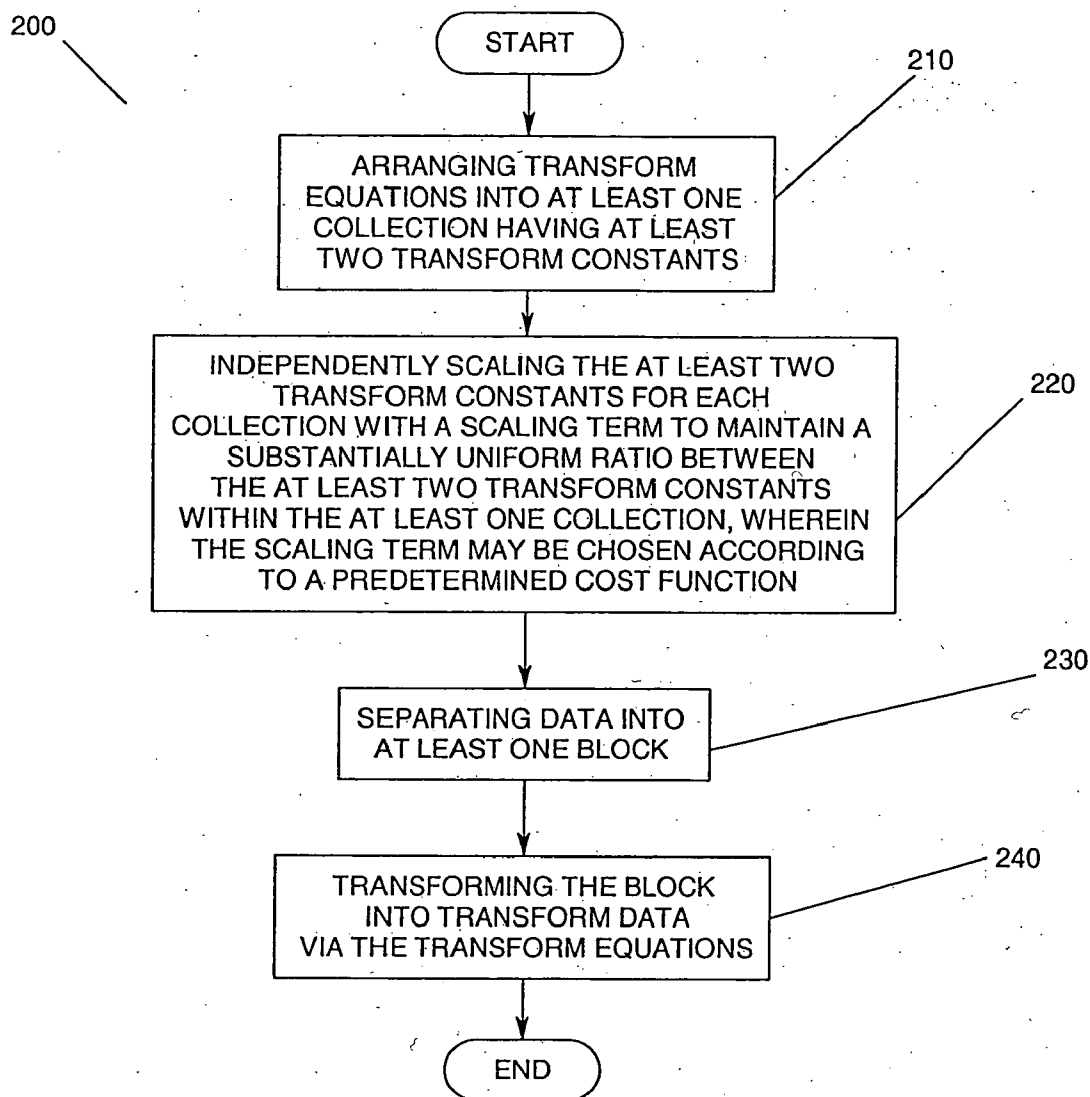 200
START
210
ARRANGING TRANSFORM
EQUATIONS INTO AT LEAST ONE
COLLECTION HAVING AT LEAST
TWO TRANSFORM CONSTANTS
INDEPENDENTLY SCALING THE AT LEAST TWO
TRANSFORM CONSTANTS FOR EACH
COLLECTION WITH A SCALING TERM TO MAINTAIN A
SUBSTANTIALLY UNIFORM RATIO BETWEEN
THE AT LEAST TWO TRANSFORM CONSTANTS
WITHIN THE AT LEAST ONE COLLECTION, WHEREIN
THE SCALING TERM MAY BE CHOSEN ACCORDING
TO A PREDETERMINED COST FUNCTION
220
230
SEPARATING DATA INTO
AT LEAST ONE BLOCK
240
TRANSFORMING THE BLOCK
INTO TRANSFORM DATA
VIA THE TRANSFORM EQUATIONS
END